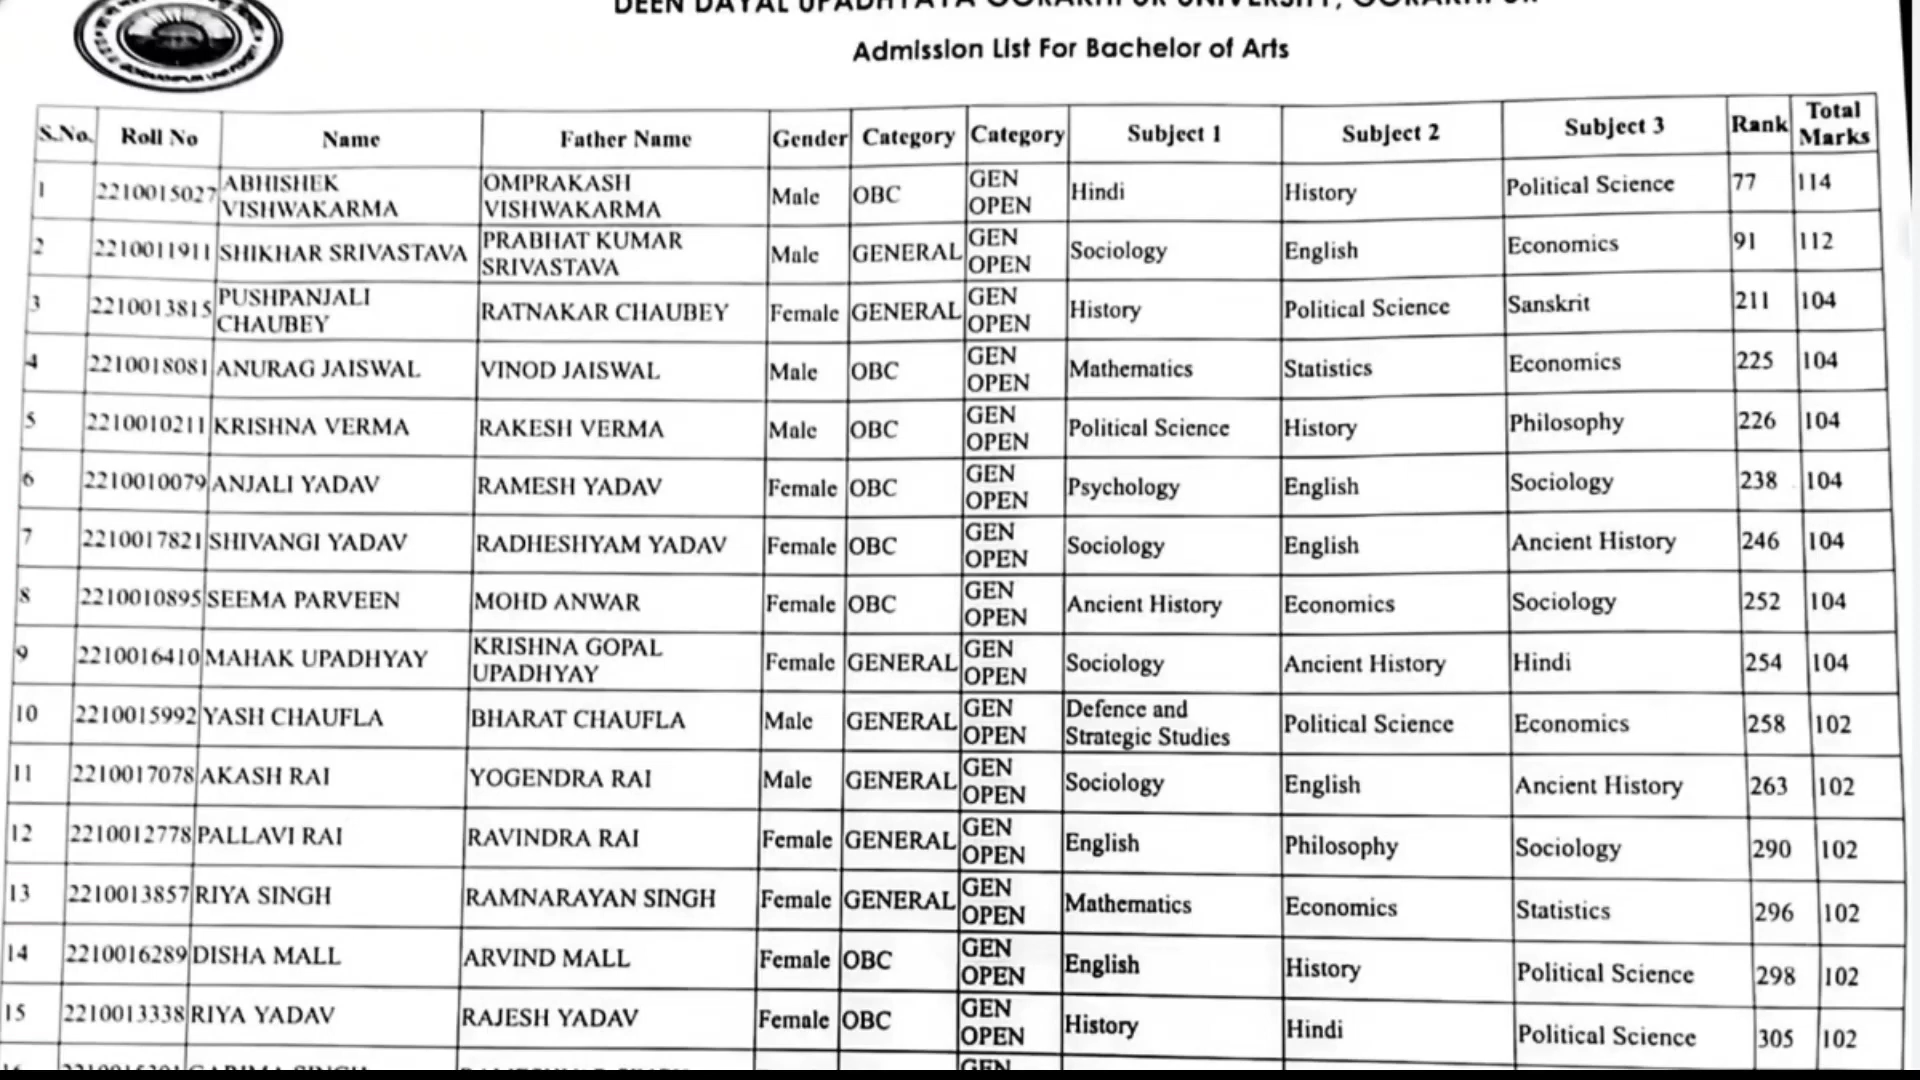 DEEN DAYAL UPADHYAYA GORAKHPUR UNIVERSITY, GORAKHPUR
Admission List For Bachelor of Arts
S.No. Roll No Name Father Name Gender Category Category Subject 1 Subject 2 Subject 3 Rank Total Marks
1 2210015027 ABHISHEK VISHWAKARMA OMPRAKASH VISHWAKARMA Male OBC GEN OPEN Hindi History Political Science 77 114
2 2210011911 SHIKHAR SRIVASTAVA PRABHAT KUMAR SRIVASTAVA Male GENERAL GEN OPEN Sociology English Economics 91 112
3 2210013815 PUSHPANJALI CHAUBEY RATNAKAR CHAUBEY Female GENERAL GEN OPEN History Political Science Sanskrit 211 104
4 2210018081 ANURAG JAISWAL VINOD JAISWAL Male OBC GEN OPEN Mathematics Statistics Economics 225 104
5 2210010211 KRISHNA VERMA RAKESH VERMA Male OBC GEN OPEN Political Science History Philosophy 226 104
6 2210010079 ANJALI YADAV RAMESH YADAV Female OBC GEN OPEN Psychology English Sociology 238 104
7 2210017821 SHIVANGI YADAV RADHESHYAM YADAV Female OBC GEN OPEN Sociology English Ancient History 246 104
8 2210010895 SEEMA PARVEEN MOHD ANWAR Female OBC GEN OPEN Ancient History Economics Sociology 252 104
9 2210016410 MAHAK UPADHYAY KRISHNA GOPAL UPADHYAY Female GENERAL GEN OPEN Sociology Ancient History Hindi 254 104
10 2210015992 YASH CHAUFLA BHARAT CHAUFLA Male GENERAL GEN OPEN Defence and Strategic Studies Political Science Economics 258 102
11 2210017078 AKASH RAI YOGENDRA RAI Male GENERAL GEN OPEN Sociology English Ancient History 263 102
12 2210012778 PALLAVI RAI RAVINDRA RAI Female GENERAL GEN OPEN English Philosophy Sociology 290 102
13 2210013857 RIYA SINGH RAMNARAYAN SINGH Female GENERAL GEN OPEN Mathematics Economics Statistics 296 102
14 2210016289 DISHA MALL ARVIND MALL Female OBC GEN OPEN English History Political Science 298 102
15 2210013338 RIYA YADAV RAJESH YADAV Female OBC GEN OPEN History Hindi Political Science 305 102
GEN